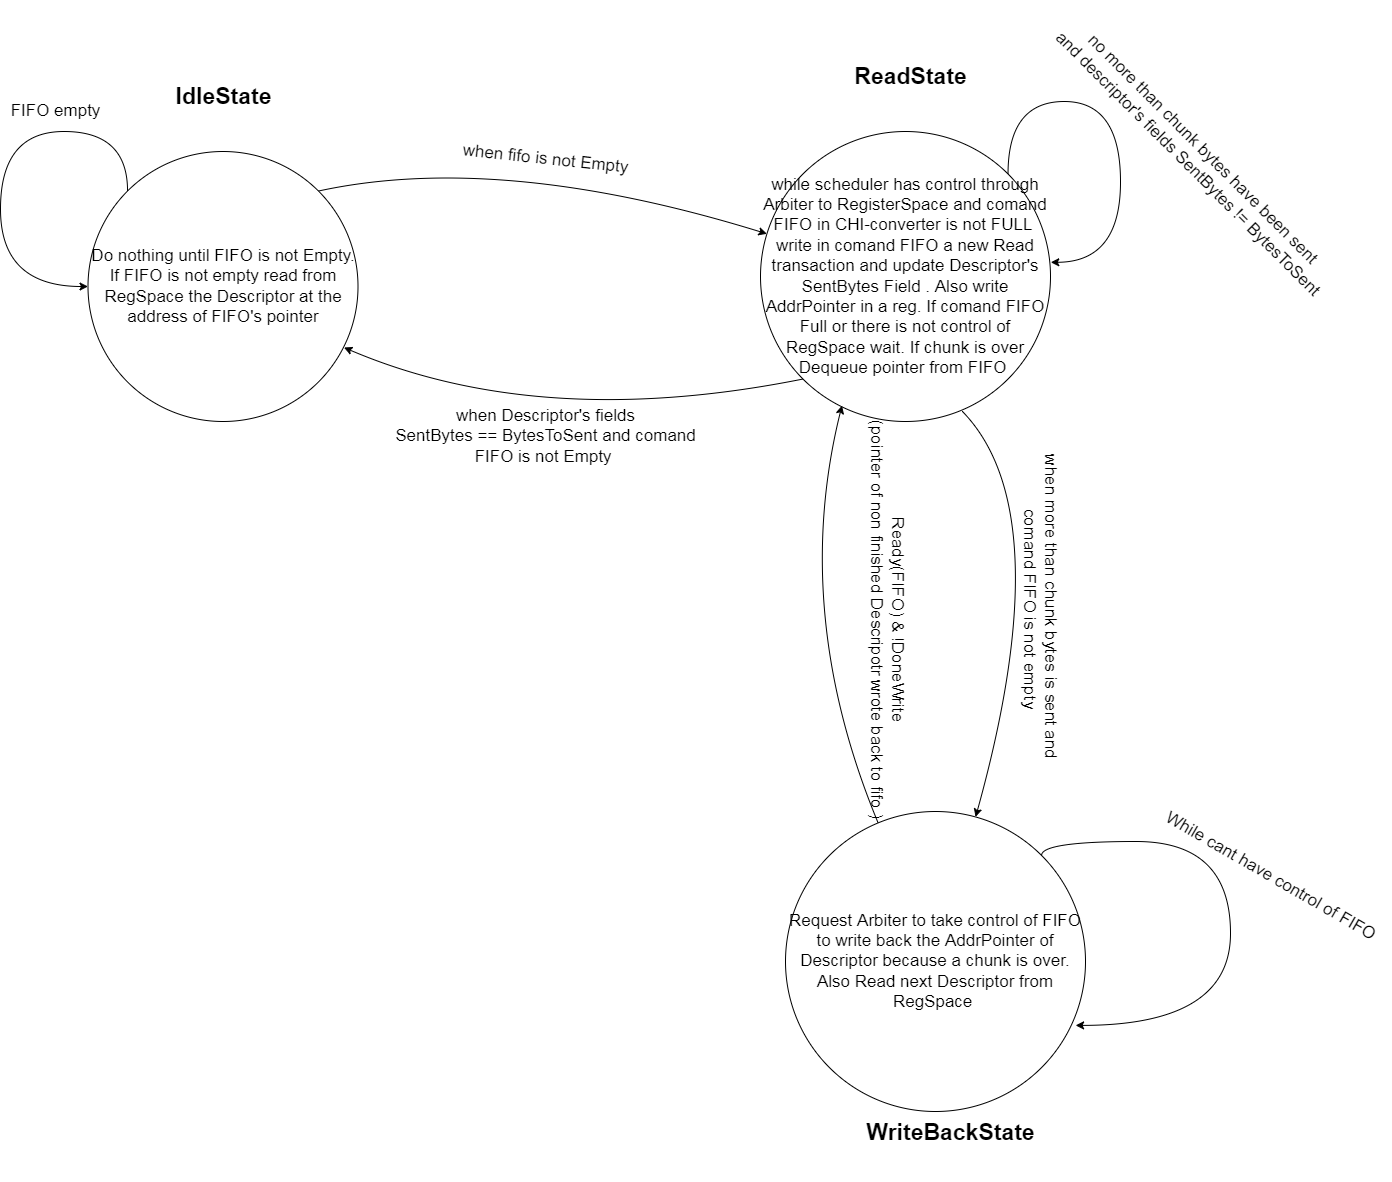 IdleState
FIFO empty
Do nothing until FIFO is not Empty.
If FIFO is not empty read from
RegSpace the Descriptor at the
address of FIFO's pointer
when fifo is not Empty
ReadState
no more than chunk bytes have been sent
and descriptor's fields SentBytes != BytesToSent
while scheduler has control through
Arbiter to RegisterSpace and comand
FIFO in CHI-converter is not FULL
write in comand FIFO a new Read
transaction and update Descriptor's
SentBytes Field . Also write
AddrPointer in a reg. If comand FIFO
Full or there is not control of
RegSpace wait. If chunk is over
Dequeue pointer from FIFO
when Descriptor's fields
SentBytes == BytesToSent and comand
FIFO is not Empty
Ready(FIFO) & !DoneWrite
(pointer of non finished Descripotr wrote back to fifo )
when more than chunk bytes is sent and
comand FIFO is not empty
While cant have control of FIFO
Request Arbiter to take control of FIFO
to write back the AddrPointer of
Descriptor because a chunk is over.
Also Read next Descriptor from
RegSpace
WriteBackState